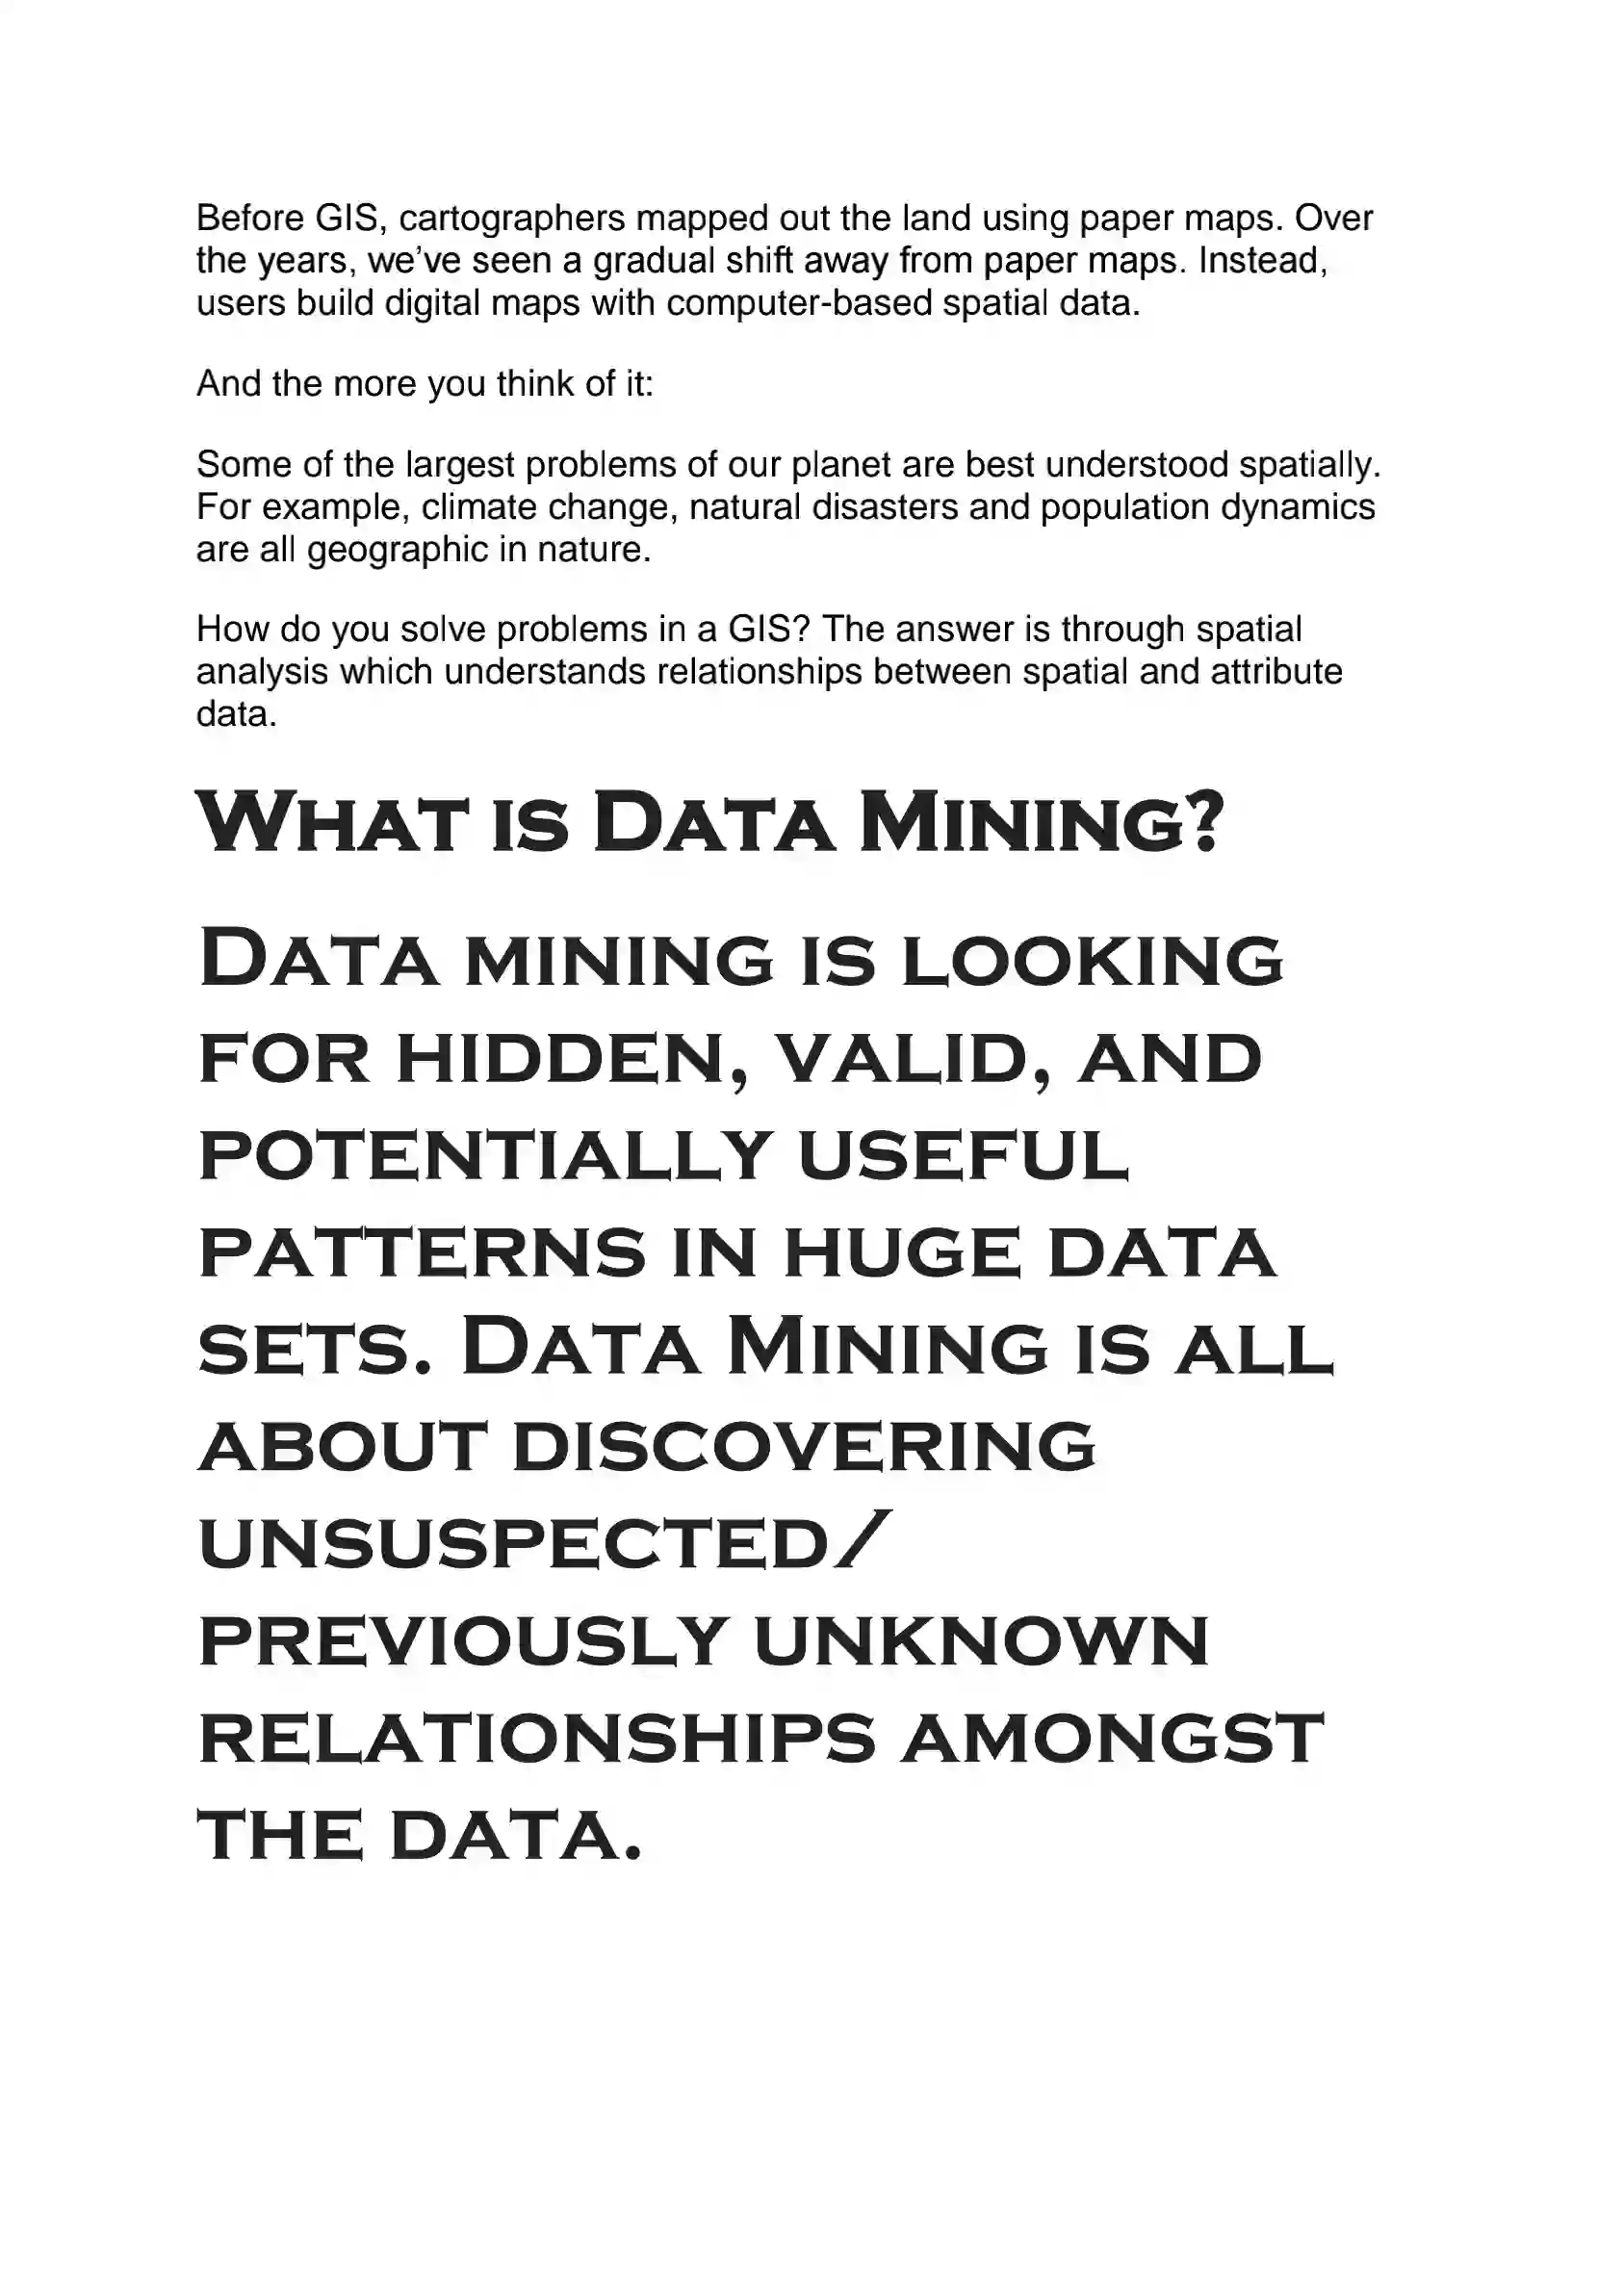 Before GIS, cartographers mapped out the land using paper maps. Over
the years, we’ve seen a gradual shift away from paper maps. Instead,
users build digital maps with computer-based spatial data.
And the more you think of it:
Some of the largest problems of our planet are best understood spatially.
For example, climate change, natural disasters and population dynamics
are all geographic in nature.
How do you solve problems in a GIS? The answer is through spatial
analysis which understands relationships between spatial and attribute
data.
What is Data Mining?
Data mining is looking
for hidden, valid, and
potentially useful
patterns in huge data
sets. Data Mining is all
about discovering
unsuspected/
previously unknown
relationships amongst
the data.